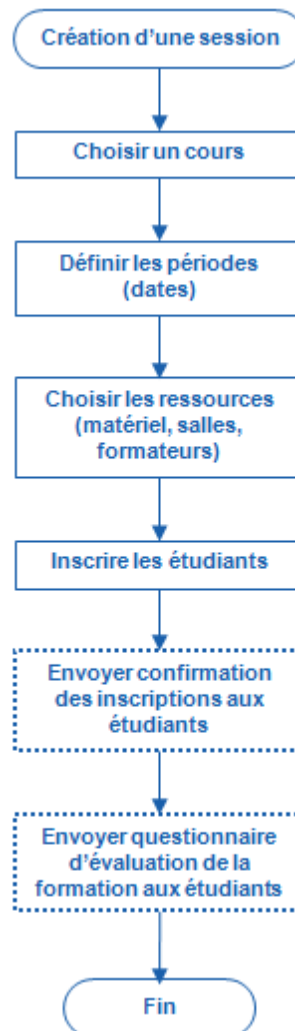 Création d'une session
Choisir un cours
Définir les périodes
(dates)
Choisir les ressources
(matériel, salles,
formateurs)
Inscrire les étudiants
Envoyer confirmation
des inscriptions aux
étudiants
Envoyer questionnaire
d'évaluation de la
formation aux étudiants
Fin